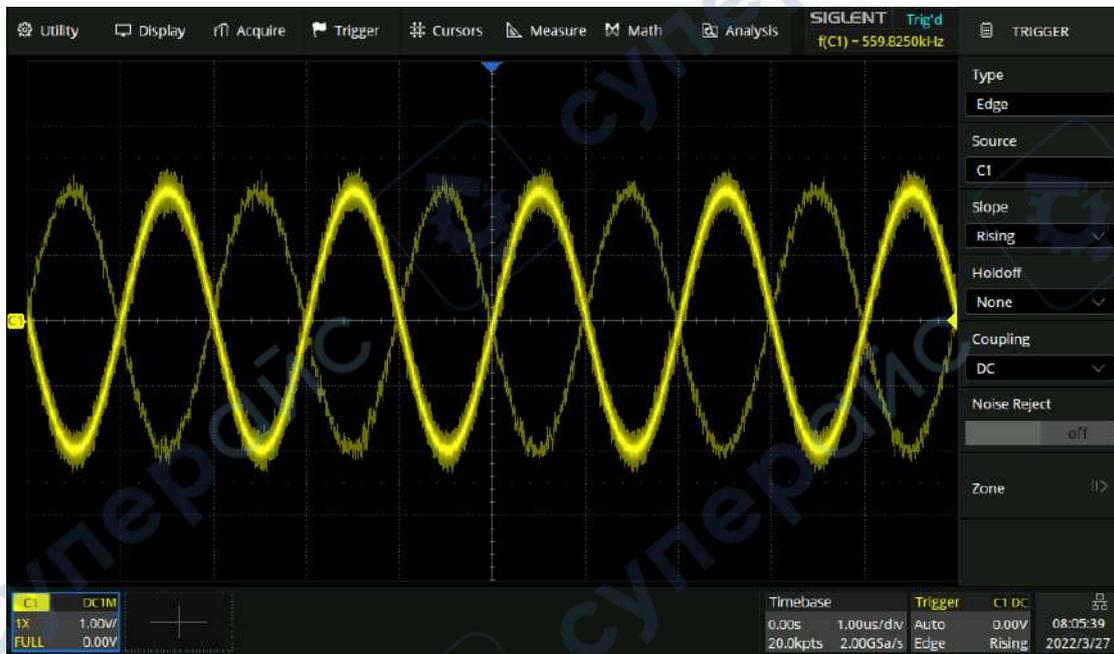 Utility Display Acquire Trigger Cursors Measure Math Analysis
SIGLENT Trig'd
f(C1) = 559.8250kHz
TRIGGER
Type
Edge
Source
C1
Slope
Rising
Holdoff
None
Coupling
DC
Noise Reject
off
Zone
C1
C1 DC1M
1X 1.00V/
FULL 0.00V
Timebase
0.00s 1.00us/div
20.0kpts 2.00GSa/s
Trigger C1 DC
Auto 0.00V
Edge Rising
08:05:39
2022/3/27
суперайс
суперайс